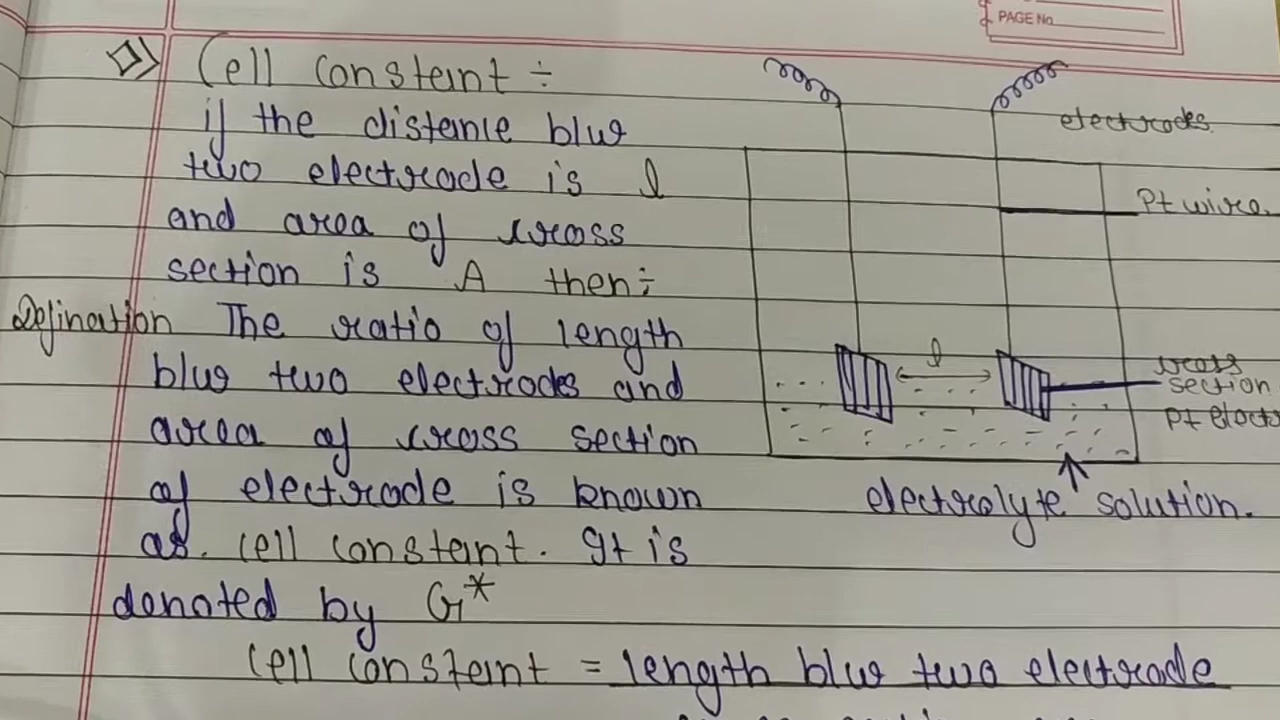 PAGE No
Cell constant ÷
if the distance b/w
two electrode is l
and area of cross
section is A then÷
Defination The ratio of length
b/w two electrodes and
area of cross section
of electrode is known
as. cell constant. It is
denoted by G*
Cell constant = length b/w two electrode
electrodes
Pt wire
l
cross
section
Pt elect
electrolyte solution.